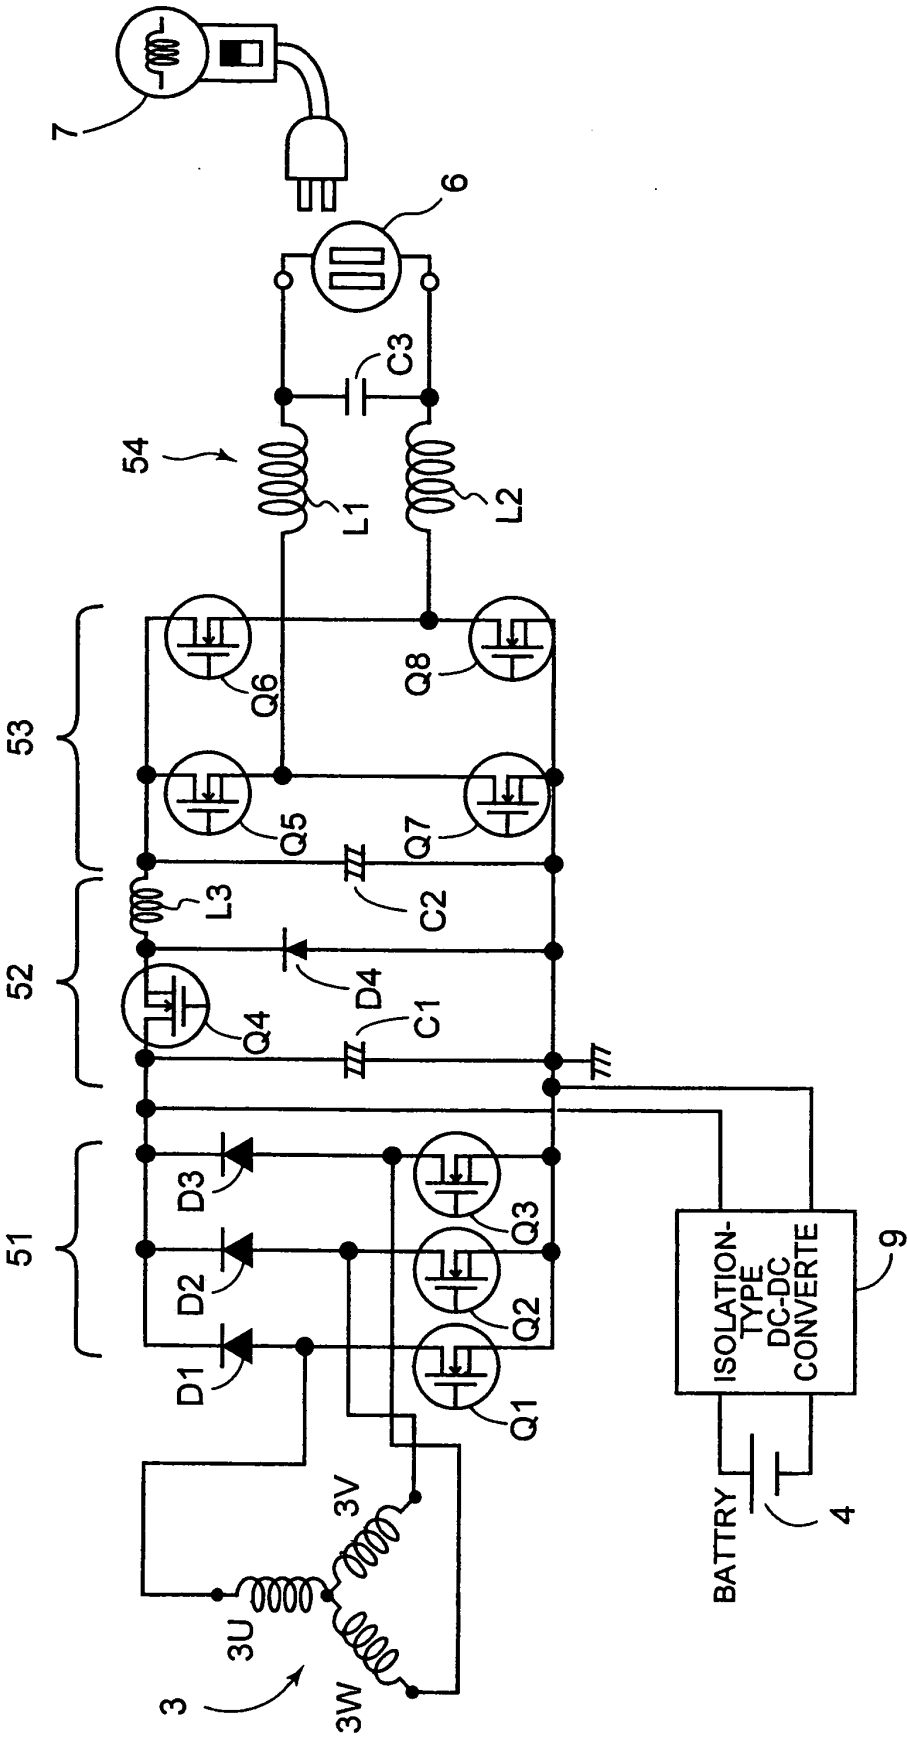 51
52
53
54
7
6
D1
D2
D3
Q4
L3
Q5
Q6
L1
C3
3U
3V
3W
3
C1
D4
C2
Q7
Q8
L2
Q1
Q2
Q3
BATTRY
4
ISOLATION-
TYPE
DC-DC
CONVERTE
9